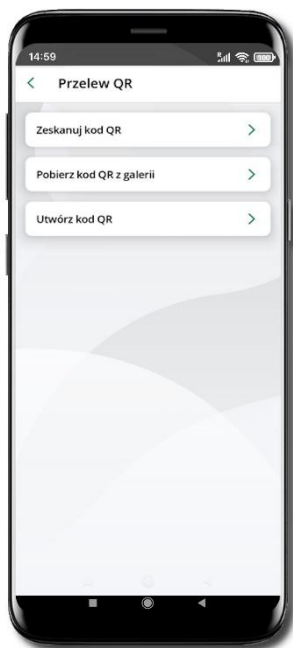 14:59
Przelew QR
Zeskanuj kod QR
Pobierz kod QR z galerii
Utwórz kod QR